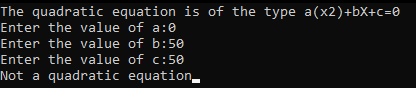 The quadratic equation is of the type a(x2)+bX+c=0
Enter the value of a:0
Enter the value of b:50
Enter the value of c:50
Not a quadratic equation